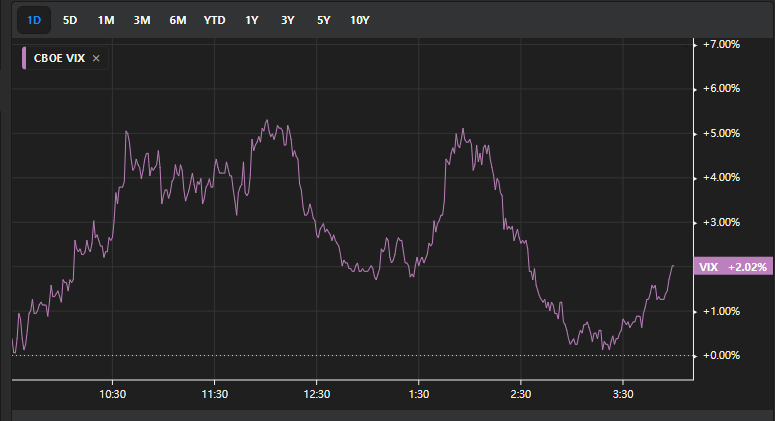 1D 5D 1M 3M 6M YTD 1Y 3Y 5Y 10Y
CBOE VIX ×
+7.00%
+6.00%
+5.00%
+4.00%
+3.00%
VIX +2.02%
+1.00%
+0.00%
10:30 11:30 12:30 1:30 2:30 3:30